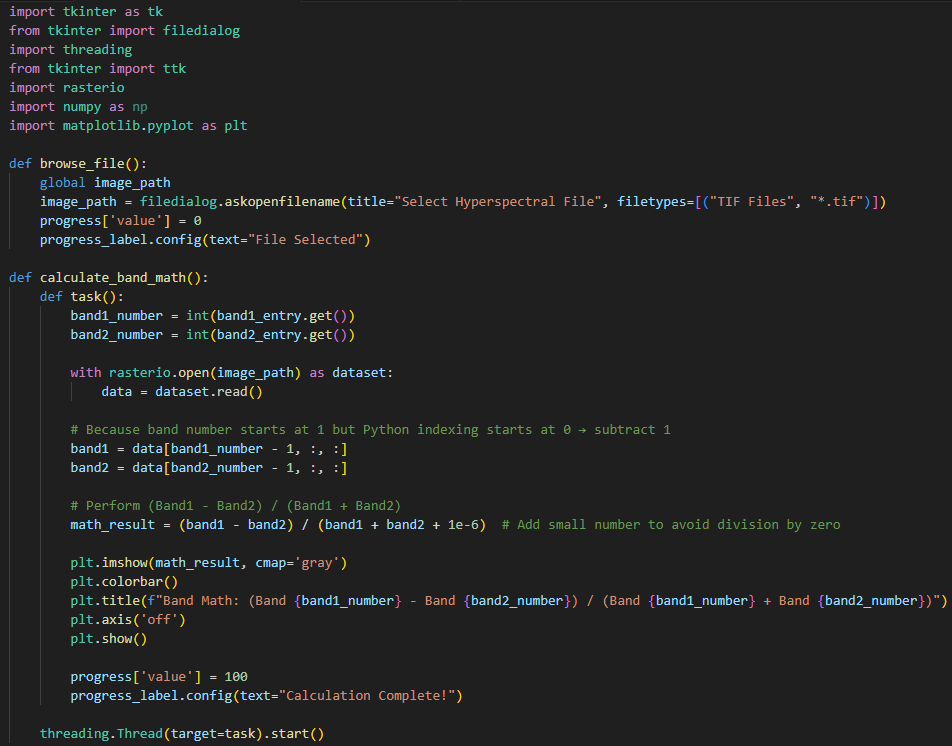 import tkinter as tk
from tkinter import filedialog
import threading
from tkinter import ttk
import rasterio
import numpy as np
import matplotlib.pyplot as plt

def browse_file():
    global image_path
    image_path = filedialog.askopenfilename(title="Select Hyperspectral File", filetypes=[("TIF Files", "*.tif")])
    progress['value'] = 0
    progress_label.config(text="File Selected")

def calculate_band_math():
    def task():
        band1_number = int(band1_entry.get())
        band2_number = int(band2_entry.get())

        with rasterio.open(image_path) as dataset:
            data = dataset.read()

        # Because band number starts at 1 but Python indexing starts at 0 → subtract 1
        band1 = data[band1_number - 1, :, :]
        band2 = data[band2_number - 1, :, :]

        # Perform (Band1 - Band2) / (Band1 + Band2)
        math_result = (band1 - band2) / (band1 + band2 + 1e-6)  # Add small number to avoid division by zero

        plt.imshow(math_result, cmap='gray')
        plt.colorbar()
        plt.title(f"Band Math: (Band {band1_number} - Band {band2_number}) / (Band {band1_number} + Band {band2_number})")
        plt.axis('off')
        plt.show()

        progress['value'] = 100
        progress_label.config(text="Calculation Complete!")

    threading.Thread(target=task).start()